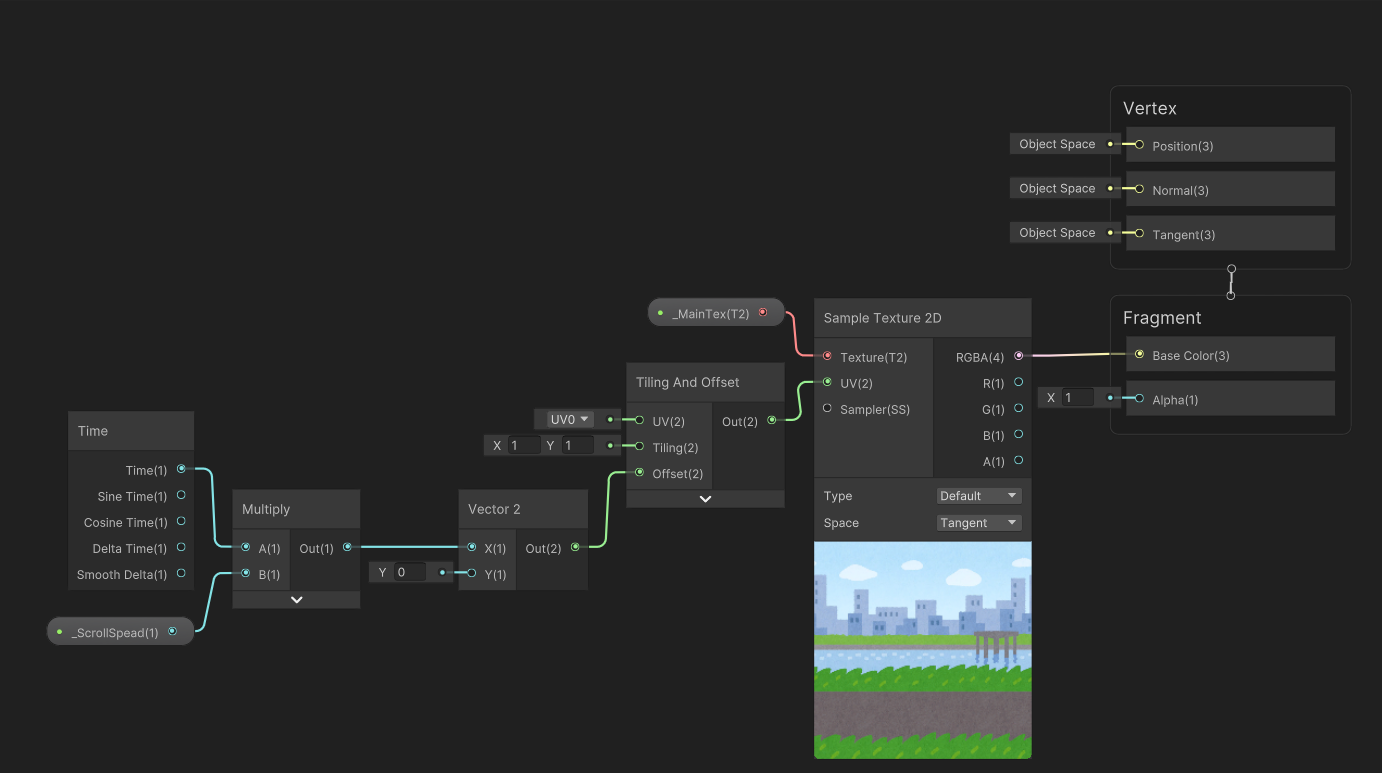 Vertex
Object Space
Position(3)
Object Space
Normal(3)
Object Space
Tangent(3)
Fragment
Base Color(3)
X 1
Alpha(1)
_MainTex(T2)
Sample Texture 2D
Texture(T2)
RGBA(4)
UV(2)
R(1)
Sampler(SS)
G(1)
B(1)
A(1)
Type
Default
Space
Tangent
Tiling And Offset
UV0
UV(2)
Out(2)
X 1 Y 1
Tiling(2)
Offset(2)
Time
Time(1)
Sine Time(1)
Cosine Time(1)
Delta Time(1)
Smooth Delta(1)
_ScrollSpead(1)
Multiply
A(1)
Out(1)
B(1)
Vector 2
X(1)
Out(2)
Y 0
Y(1)